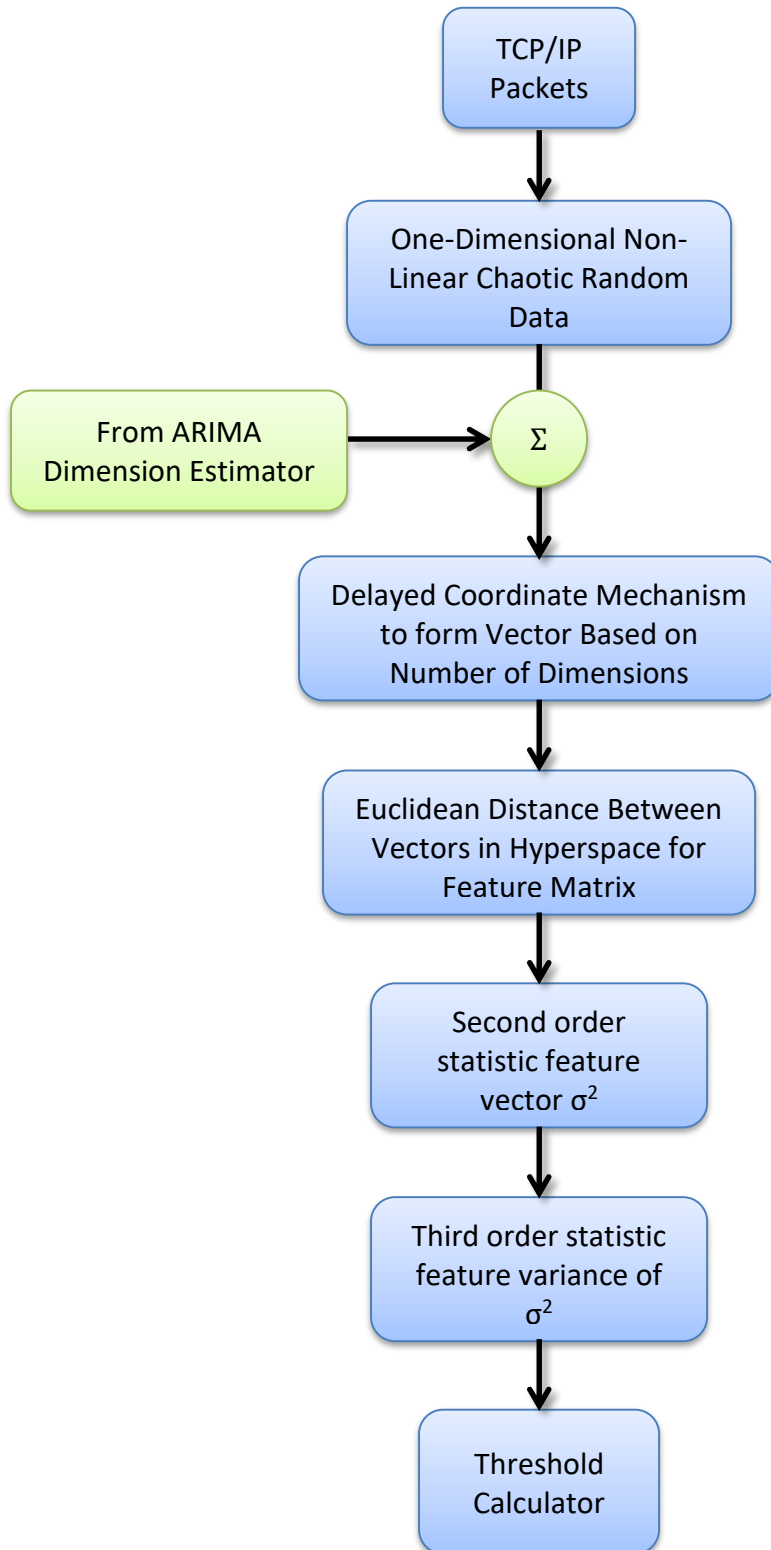 TCP/IP
Packets
One-Dimensional Non-
Linear Chaotic Random
Data
From ARIMA
Dimension Estimator
Σ
Delayed Coordinate Mechanism
to form Vector Based on
Number of Dimensions
Euclidean Distance Between
Vectors in Hyperspace for
Feature Matrix
Second order
statistic feature
vector σ²
Third order statistic
feature variance of
σ²
Threshold
Calculator